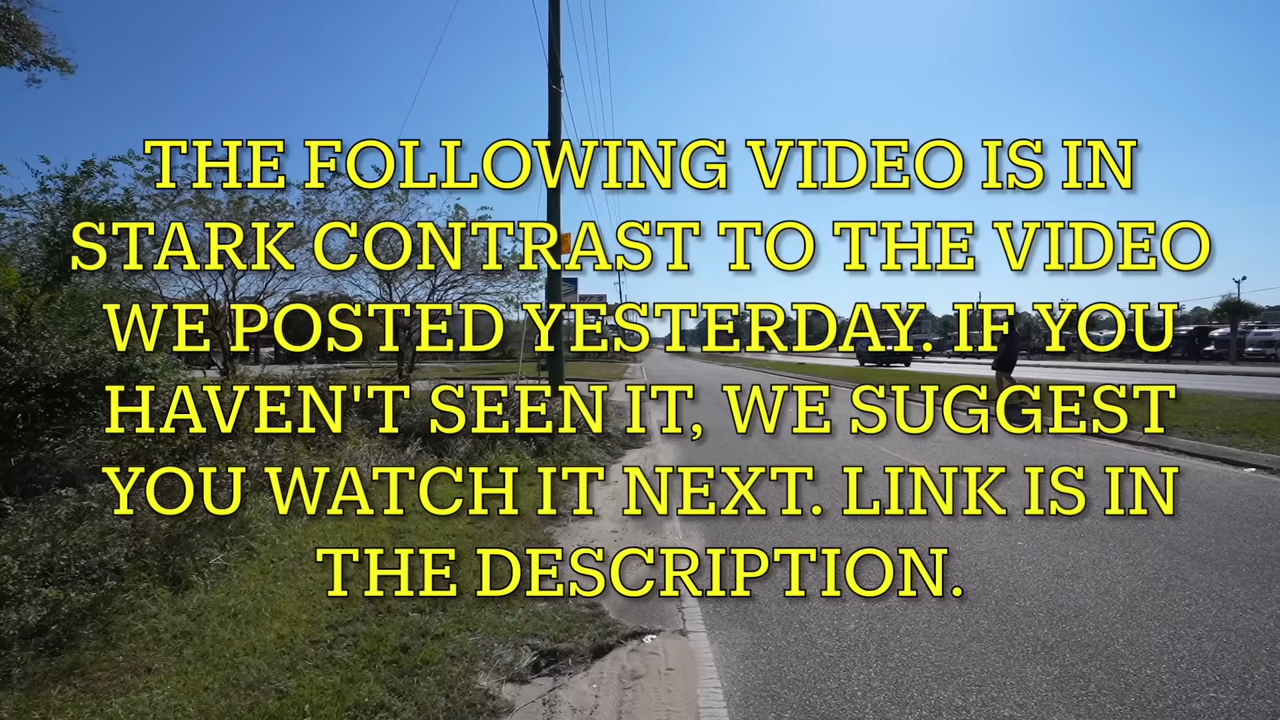 THE FOLLOWING VIDEO IS IN
STARK CONTRAST TO THE VIDEO
WE POSTED YESTERDAY. IF YOU
HAVEN'T SEEN IT, WE SUGGEST
YOU WATCH IT NEXT. LINK IS IN
THE DESCRIPTION.